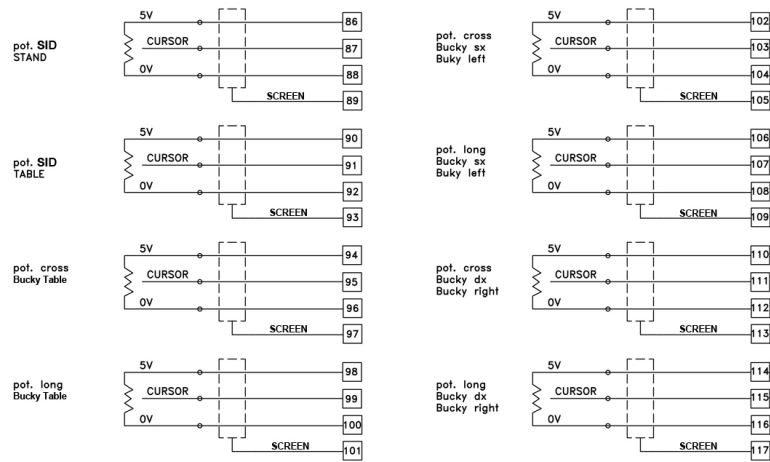 pot. SID
STAND
5V
86
CURSOR
87
0V
88
SCREEN
89
pot. SID
TABLE
5V
90
CURSOR
91
0V
92
SCREEN
93
pot. cross
Bucky Table
5V
94
CURSOR
95
0V
96
SCREEN
97
pot. long
Bucky Table
5V
98
CURSOR
99
0V
100
SCREEN
101
pot. cross
Bucky sx
Buky left
5V
102
CURSOR
103
0V
104
SCREEN
105
pot. long
Bucky sx
Buky left
5V
106
CURSOR
107
0V
108
SCREEN
109
pot. cross
Bucky dx
Bucky right
5V
110
CURSOR
111
0V
112
SCREEN
113
pot. long
Bucky dx
Bucky right
5V
114
CURSOR
115
0V
116
SCREEN
117